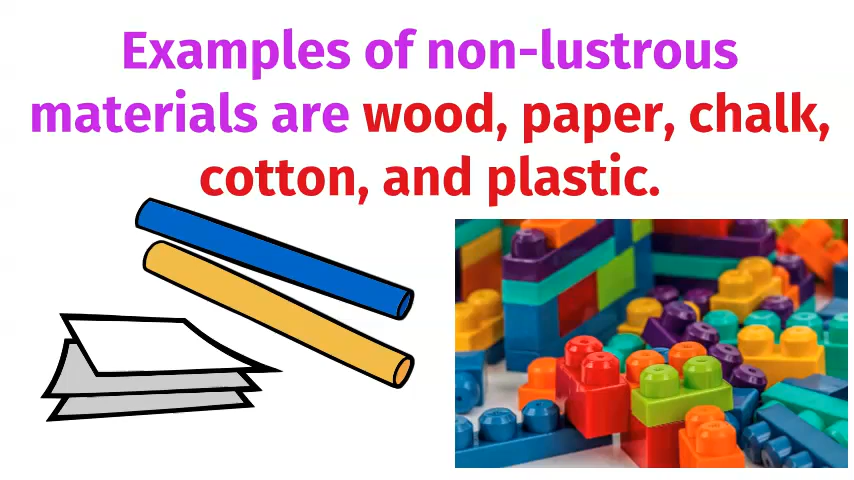 Examples of non-lustrous
materials are wood, paper, chalk,
cotton, and plastic.